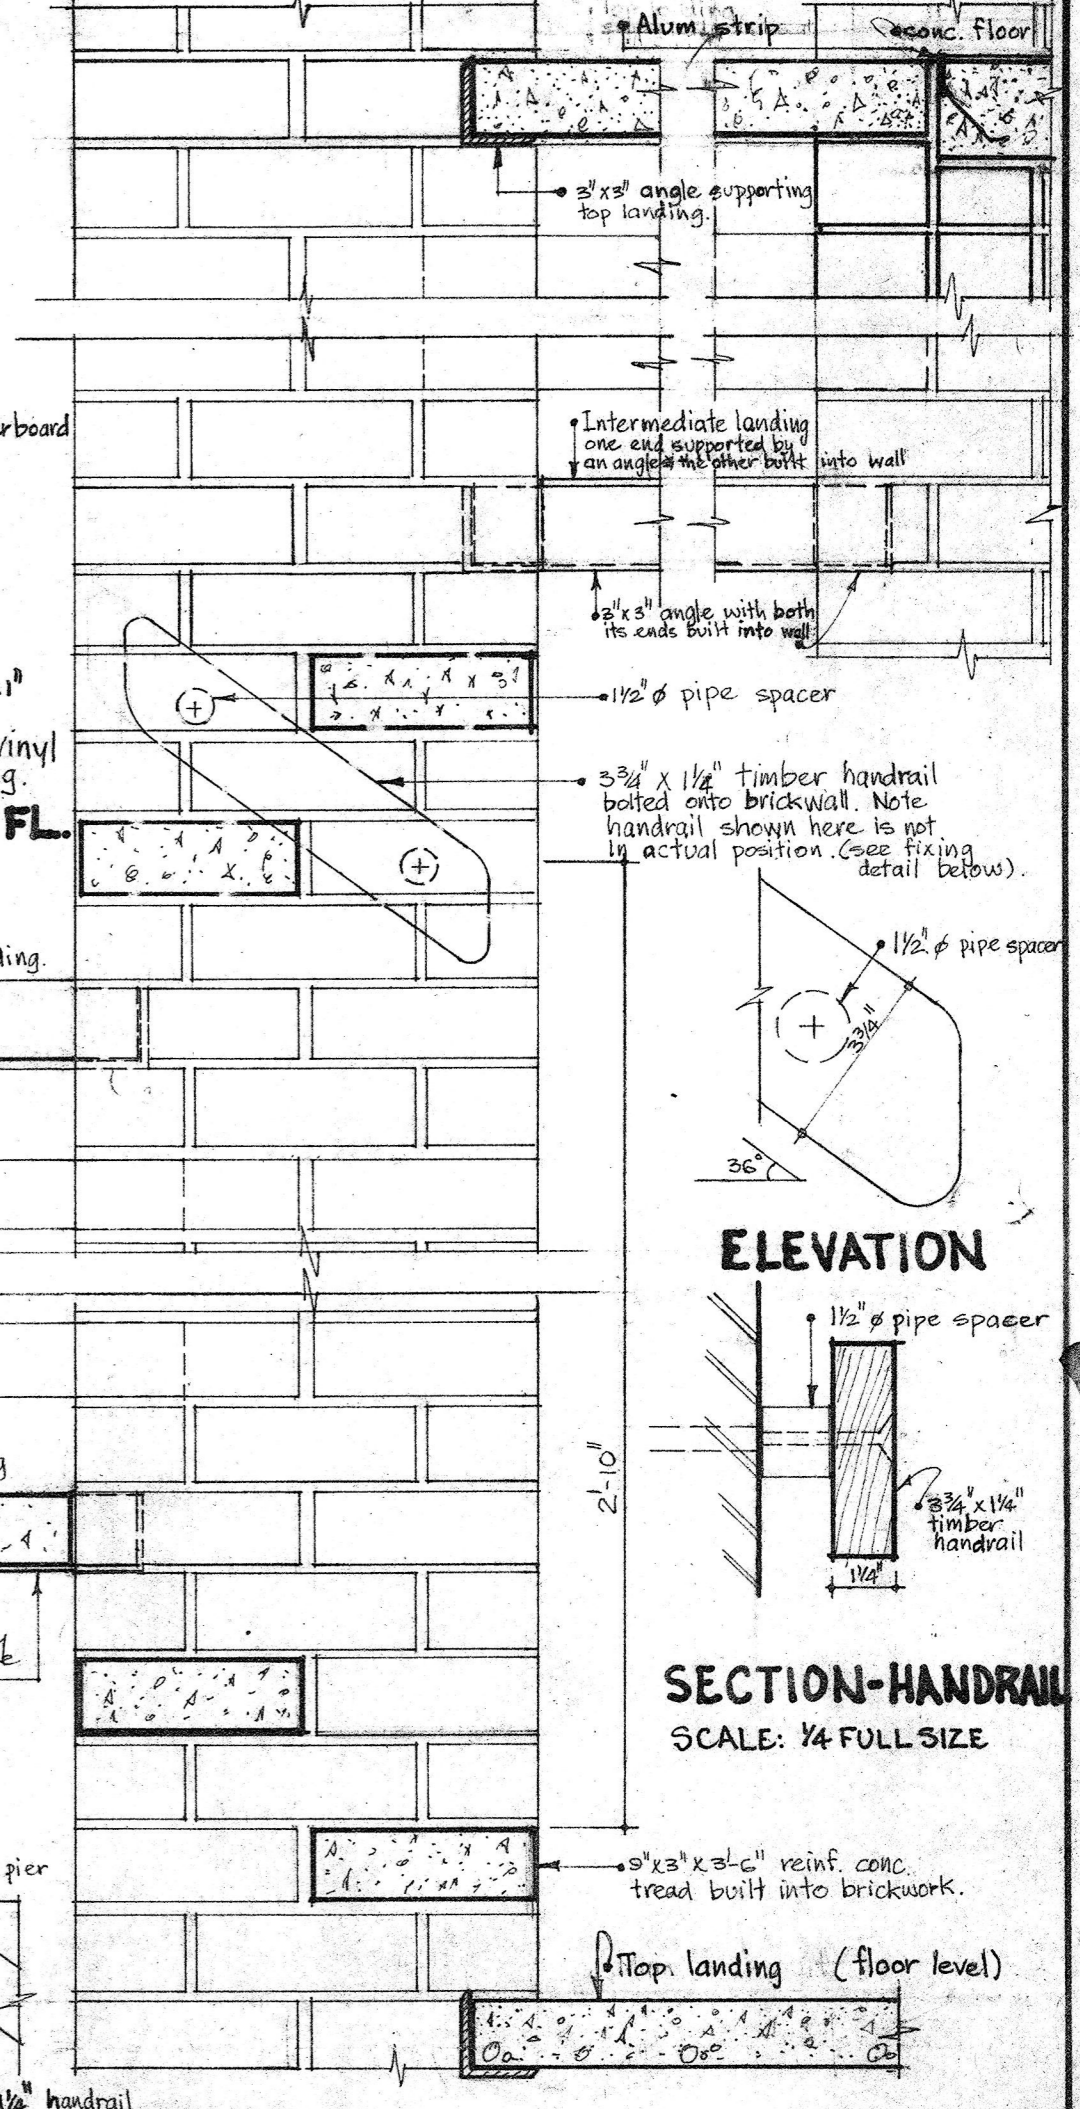 Alum. strip
conc. floor
3"x3" angle supporting
top landing.
rboard
Intermediate landing
one end supported by
an angle & the other built into wall
3"x3" angle with both
its ends built into wall
1"
1½" ø pipe spacer
vinyl
g.
FL.
3¾" x 1¼" timber handrail
bolted onto brickwall. Note
handrail shown here is not
in actual position. (see fixing
detail below).
ding.
1½" ø pipe spacer
3¾"
36°
ELEVATION
1½" ø pipe spacer
2'-10"
g
3¾" x 1¼"
timber
handrail
1¼"
e
SECTION-HANDRAIL
SCALE: ¼ FULL SIZE
pier
9"x3"x3'-6" reinf. conc.
tread built into brickwork.
Top landing (floor level)
1¼" handrail